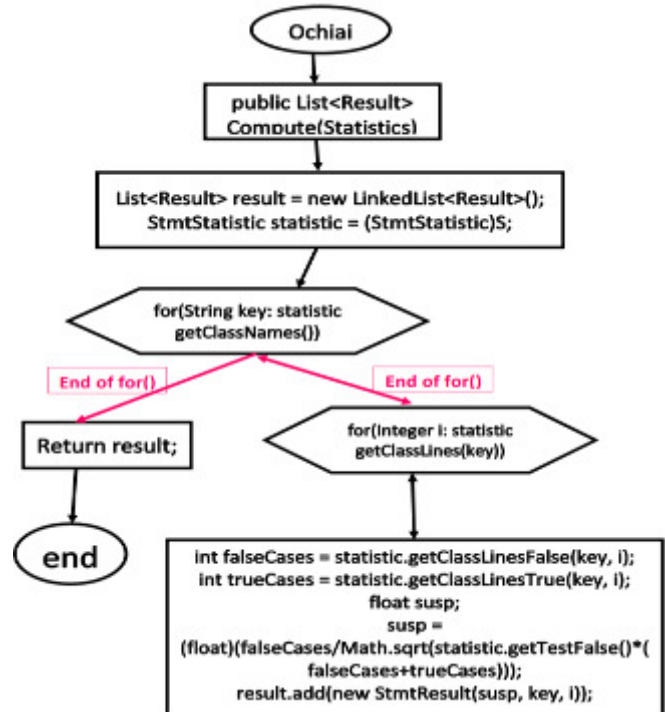 Ochiai
public List<Result>
Compute(Statistics)
List<Result> result = new LinkedList<Result>();
StmtStatistic statistic = (StmtStatistic)S;
for(String key: statistic
getClassNames())
End of for()
End of for()
Return result;
for(Integer i: statistic
getClassLines(key))
end
int falseCases = statistic.getClassLinesFalse(key, i);
int trueCases = statistic.getClassLinesTrue(key, i);
float susp;
susp =
(float)(falseCases/Math.sqrt(statistic.getTestFalse()*(
falseCases+trueCases)));
result.add(new StmtResult(susp, key, i));